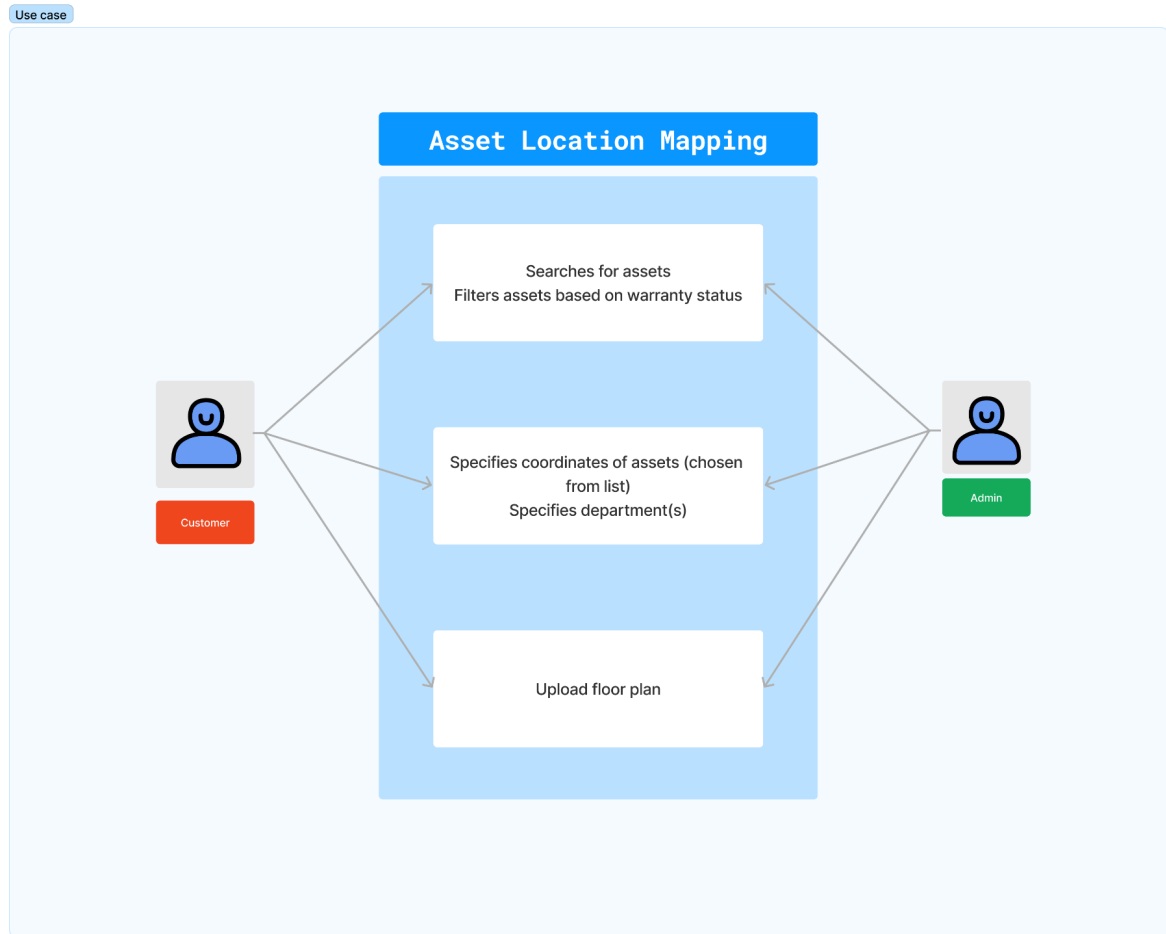 Use case
Asset Location Mapping
Searches for assets
Filters assets based on warranty status
Specifies coordinates of assets (chosen
from list)
Specifies department(s)
Customer
Admin
Upload floor plan